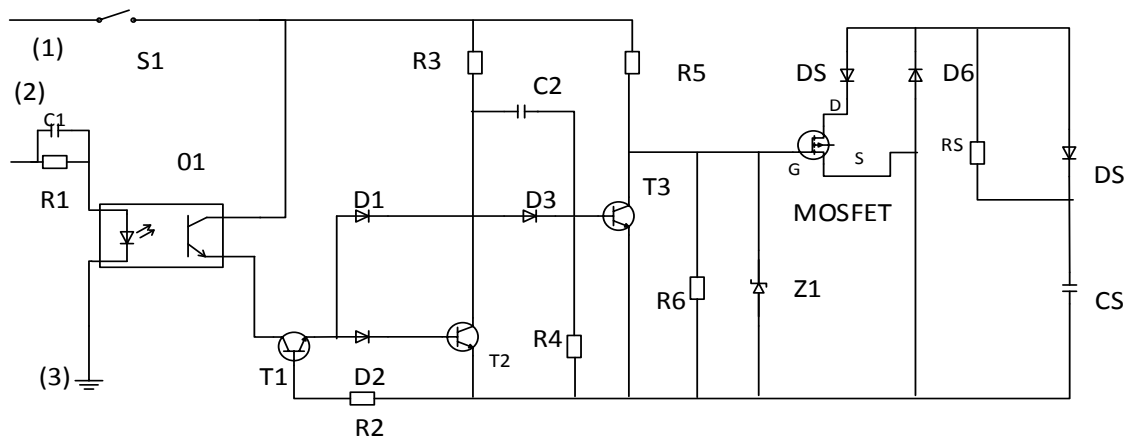 (1)
S1
R3
R5
DS
D6
(2)
C1
C2
D
O1
G
S
RS
R1
D1
D3
T3
DS
MOSFET
R6
Z1
CS
R4
(3)
T1
D2
T2
R2